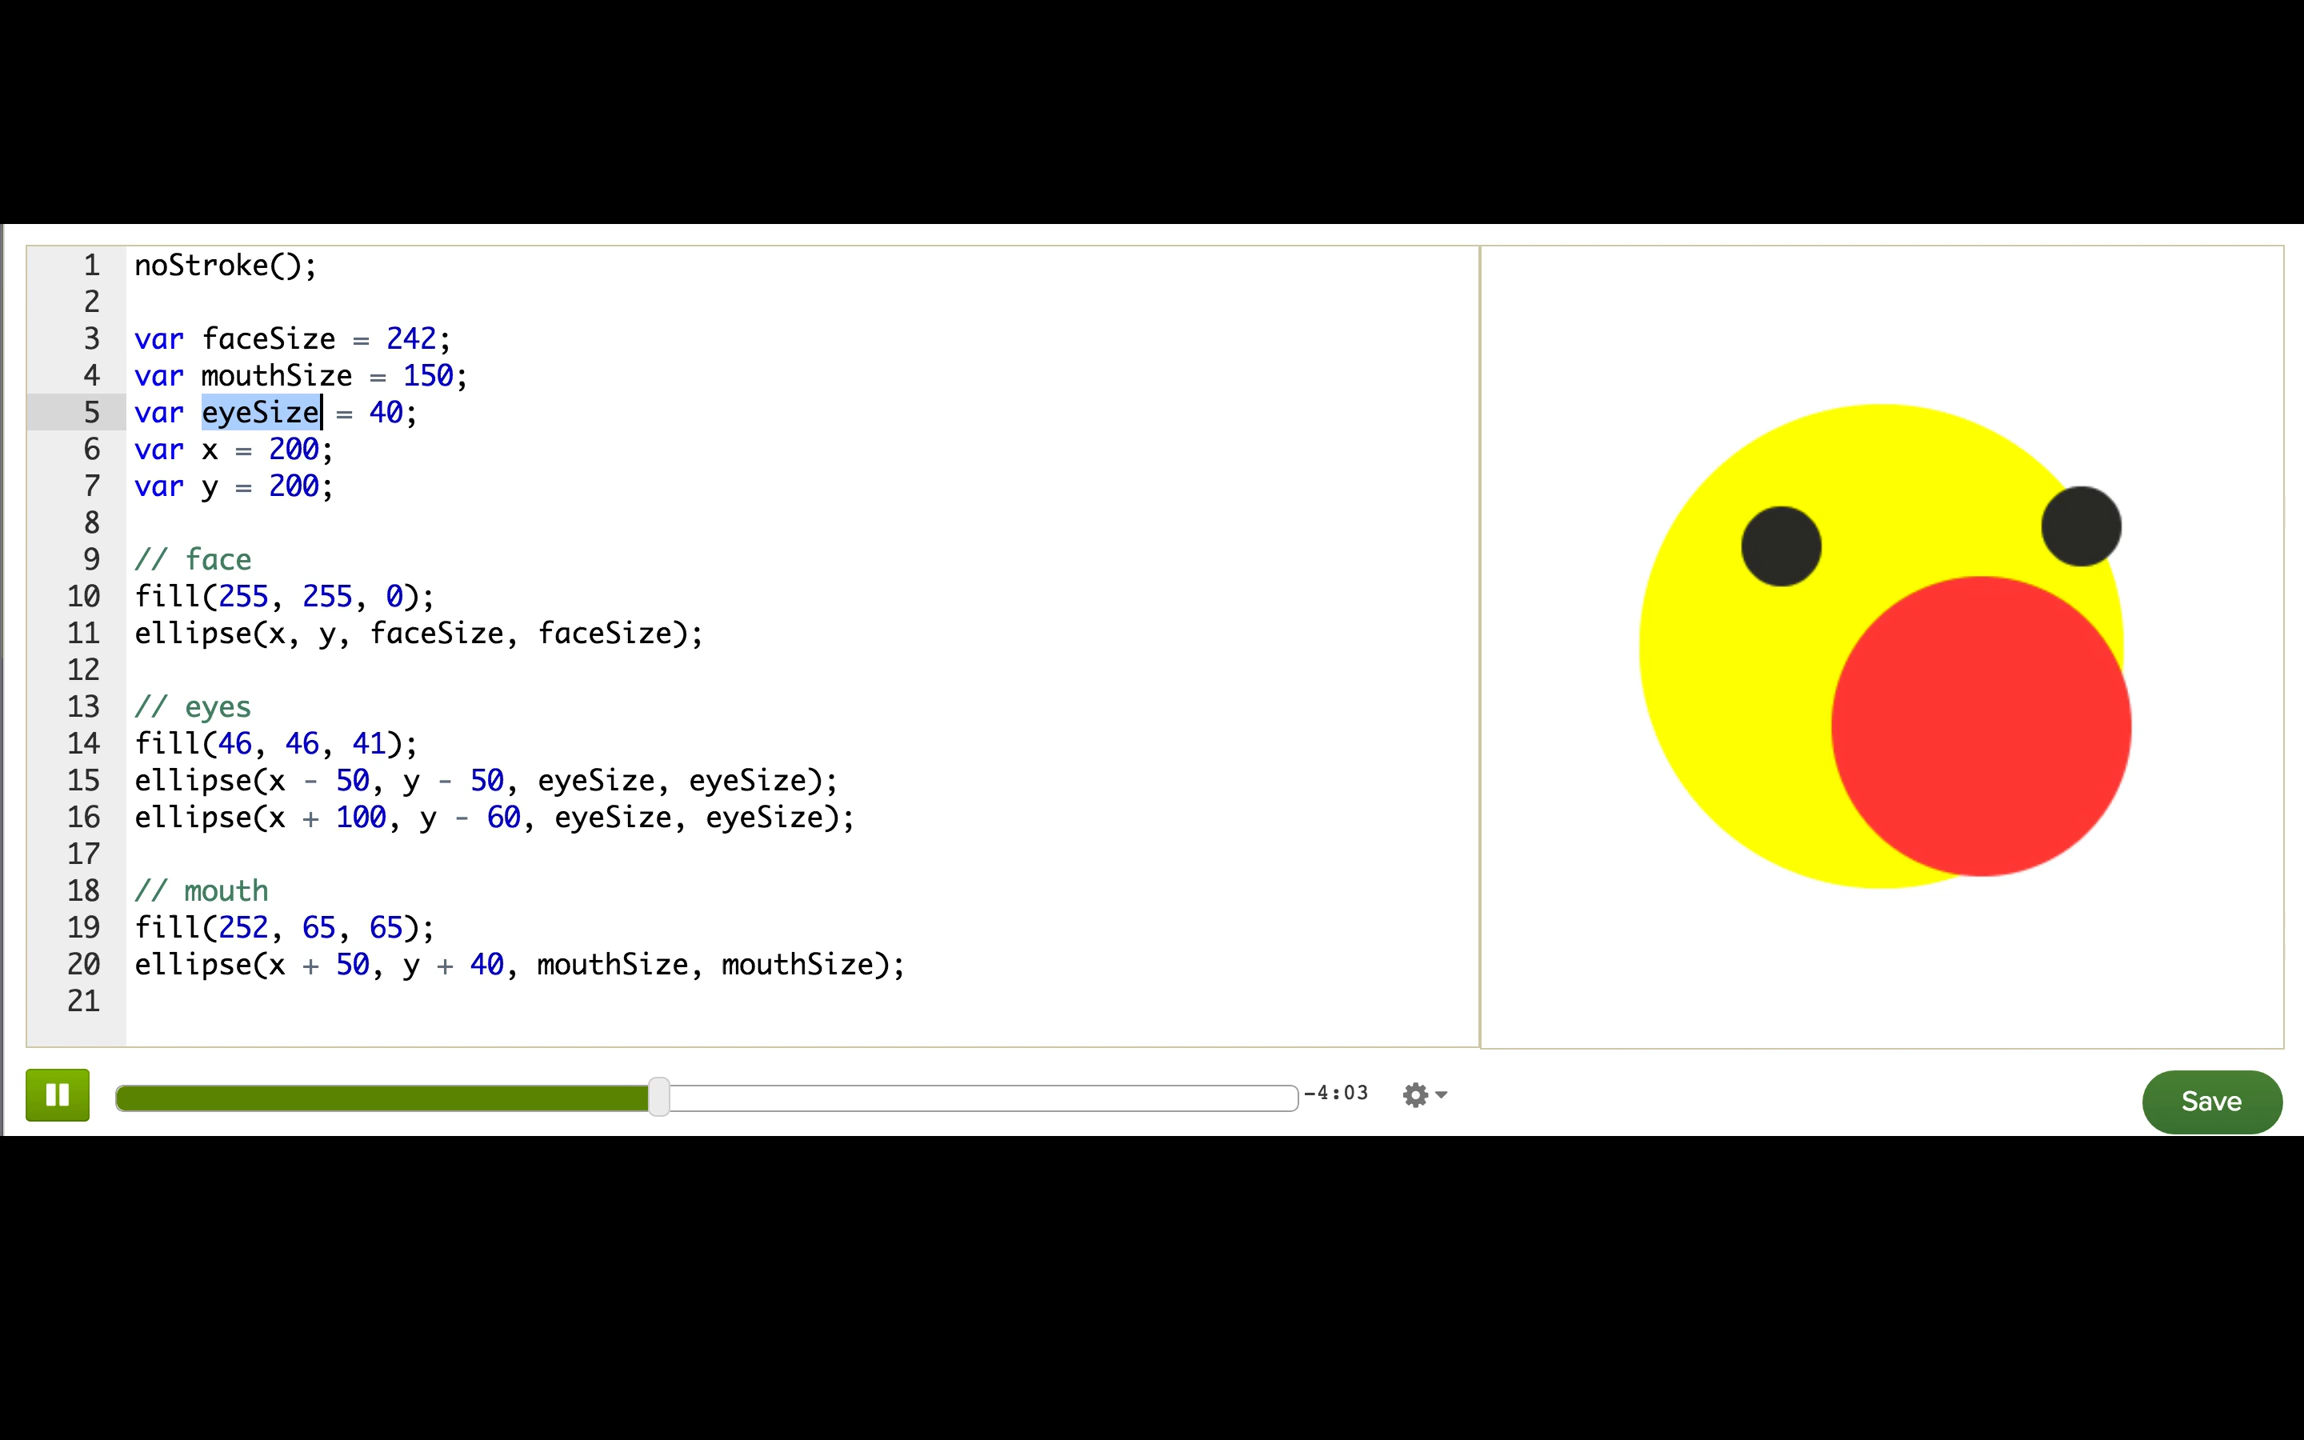 1 noStroke();
2
3 var faceSize = 242;
4 var mouthSize = 150;
5 var eyeSize = 40;
6 var x = 200;
7 var y = 200;
8
9 // face
10 fill(255, 255, 0);
11 ellipse(x, y, faceSize, faceSize);
12
13 // eyes
14 fill(46, 46, 41);
15 ellipse(x - 50, y - 50, eyeSize, eyeSize);
16 ellipse(x + 100, y - 60, eyeSize, eyeSize);
17
18 // mouth
19 fill(252, 65, 65);
20 ellipse(x + 50, y + 40, mouthSize, mouthSize);
21
-4:03
Save